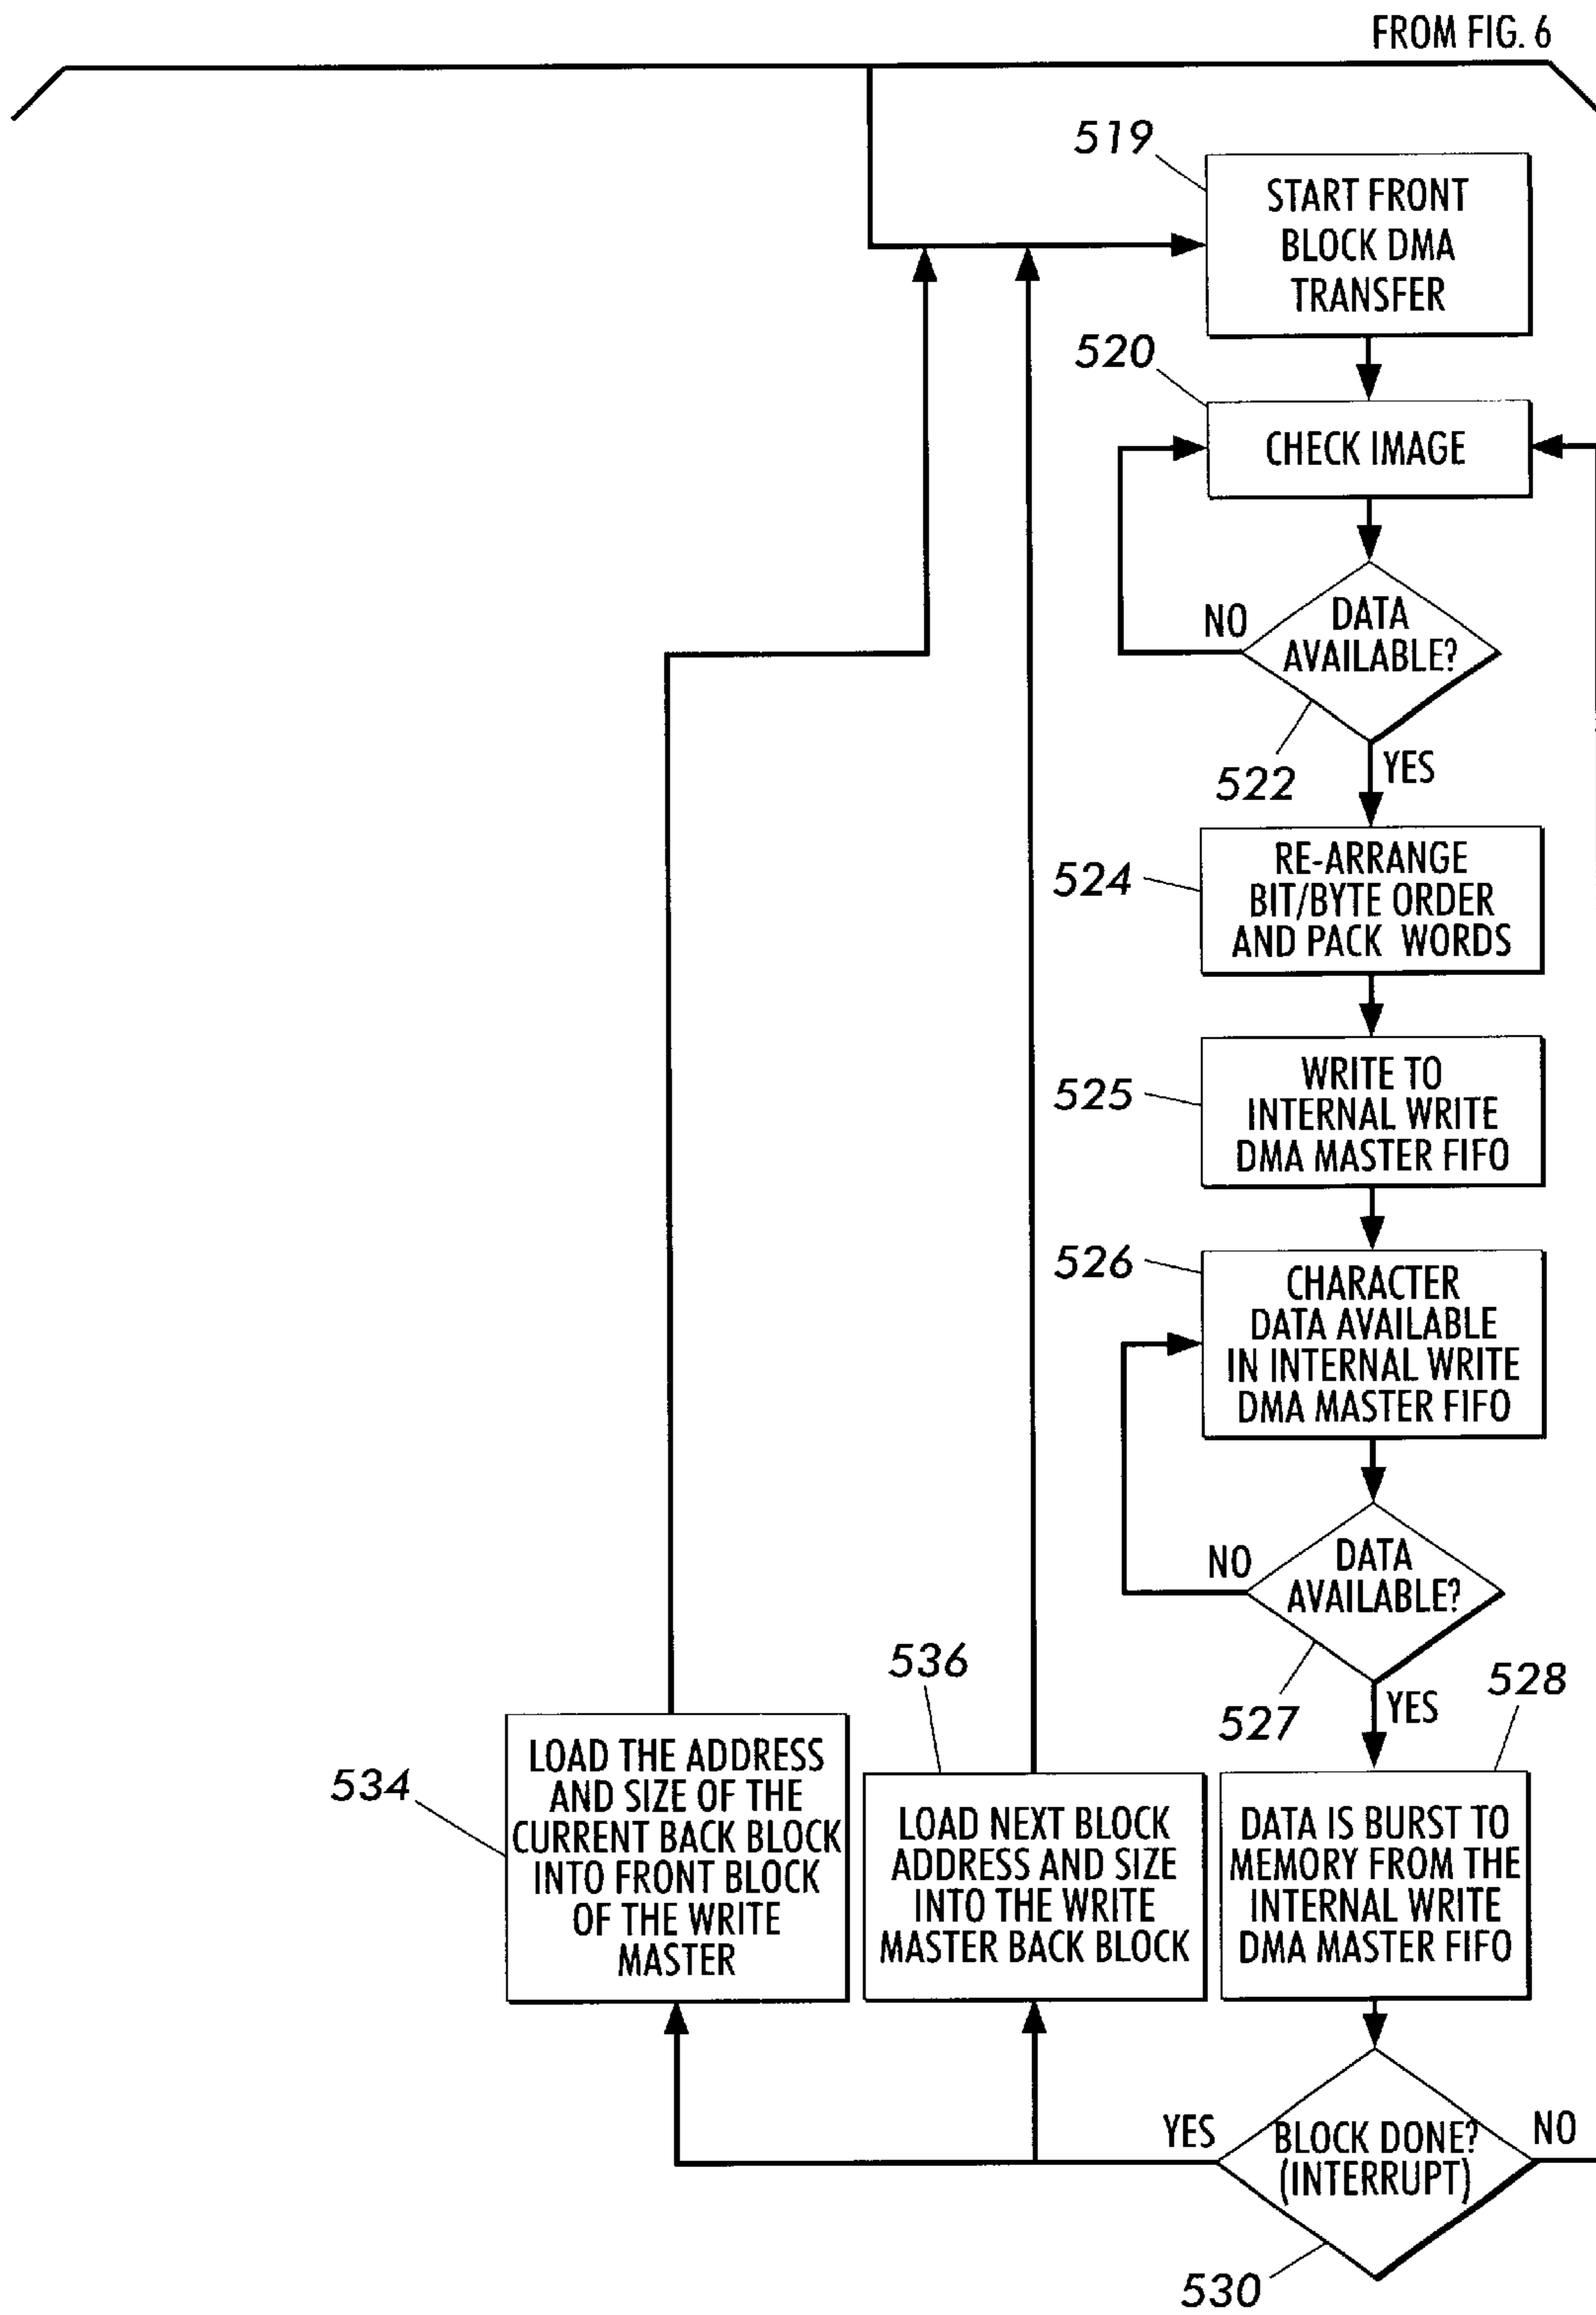 FROM FIG. 6
519
START FRONT
BLOCK DMA
TRANSFER
520
CHECK IMAGE
NO
DATA
AVAILABLE?
522
YES
524
RE-ARRANGE
BIT/BYTE ORDER
AND PACK WORDS
525
WRITE TO
INTERNAL WRITE
DMA MASTER FIFO
526
CHARACTER
DATA AVAILABLE
IN INTERNAL WRITE
DMA MASTER FIFO
NO
DATA
AVAILABLE?
527
YES
534
LOAD THE ADDRESS
AND SIZE OF THE
CURRENT BACK BLOCK
INTO FRONT BLOCK
OF THE WRITE
MASTER
536
LOAD NEXT BLOCK
ADDRESS AND SIZE
INTO THE WRITE
MASTER BACK BLOCK
528
DATA IS BURST TO
MEMORY FROM THE
INTERNAL WRITE
DMA MASTER FIFO
YES
BLOCK DONE?
(INTERRUPT)
NO
530